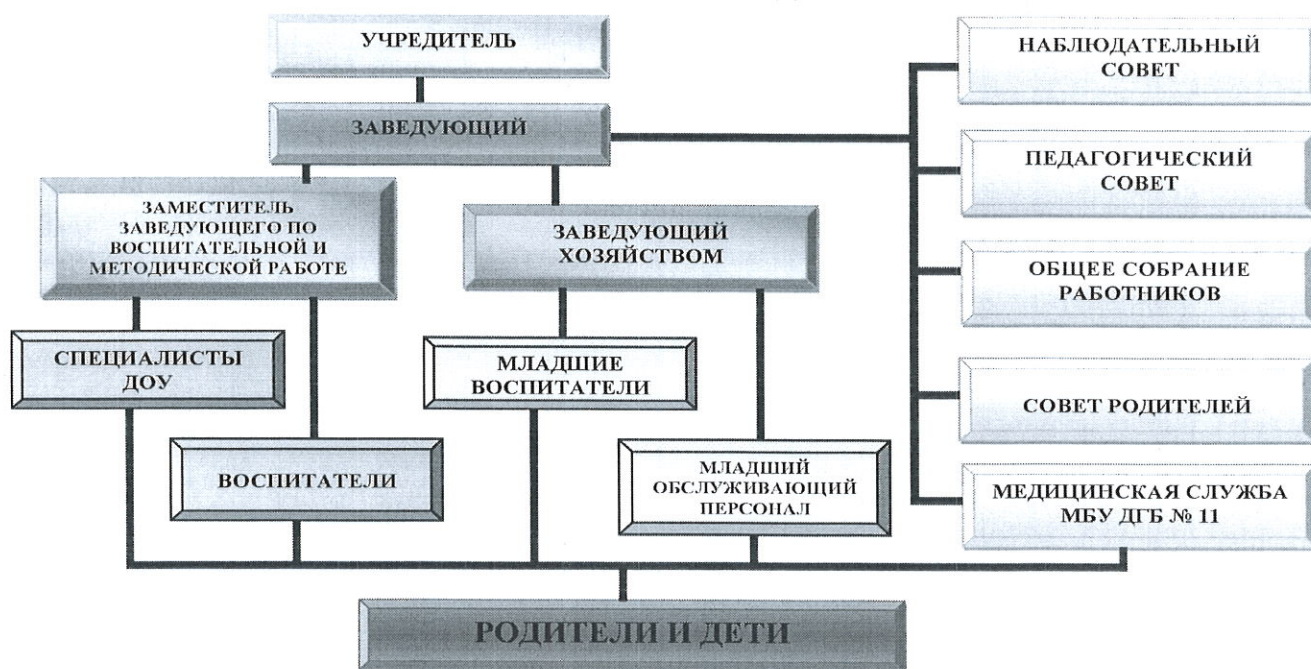 УЧРЕДИТЕЛЬ
ЗАВЕДУЮЩИЙ
ЗАМЕСТИТЕЛЬ
ЗАВЕДУЮЩЕГО ПО
ВОСПИТАТЕЛЬНОЙ И
МЕТОДИЧЕСКОЙ РАБОТЕ
ЗАВЕДУЮЩИЙ
ХОЗЯЙСТВОМ
СПЕЦИАЛИСТЫ
ДОУ
МЛАДШИЕ
ВОСПИТАТЕЛИ
ВОСПИТАТЕЛИ
МЛАДШИЙ
ОБСЛУЖИВАЮЩИЙ
ПЕРСОНАЛ
НАБЛЮДАТЕЛЬНЫЙ
СОВЕТ
ПЕДАГОГИЧЕСКИЙ
СОВЕТ
ОБЩЕЕ СОБРАНИЕ
РАБОТНИКОВ
СОВЕТ РОДИТЕЛЕЙ
МЕДИЦИНСКАЯ СЛУЖБА
МБУ ДГБ № 11
РОДИТЕЛИ И ДЕТИ